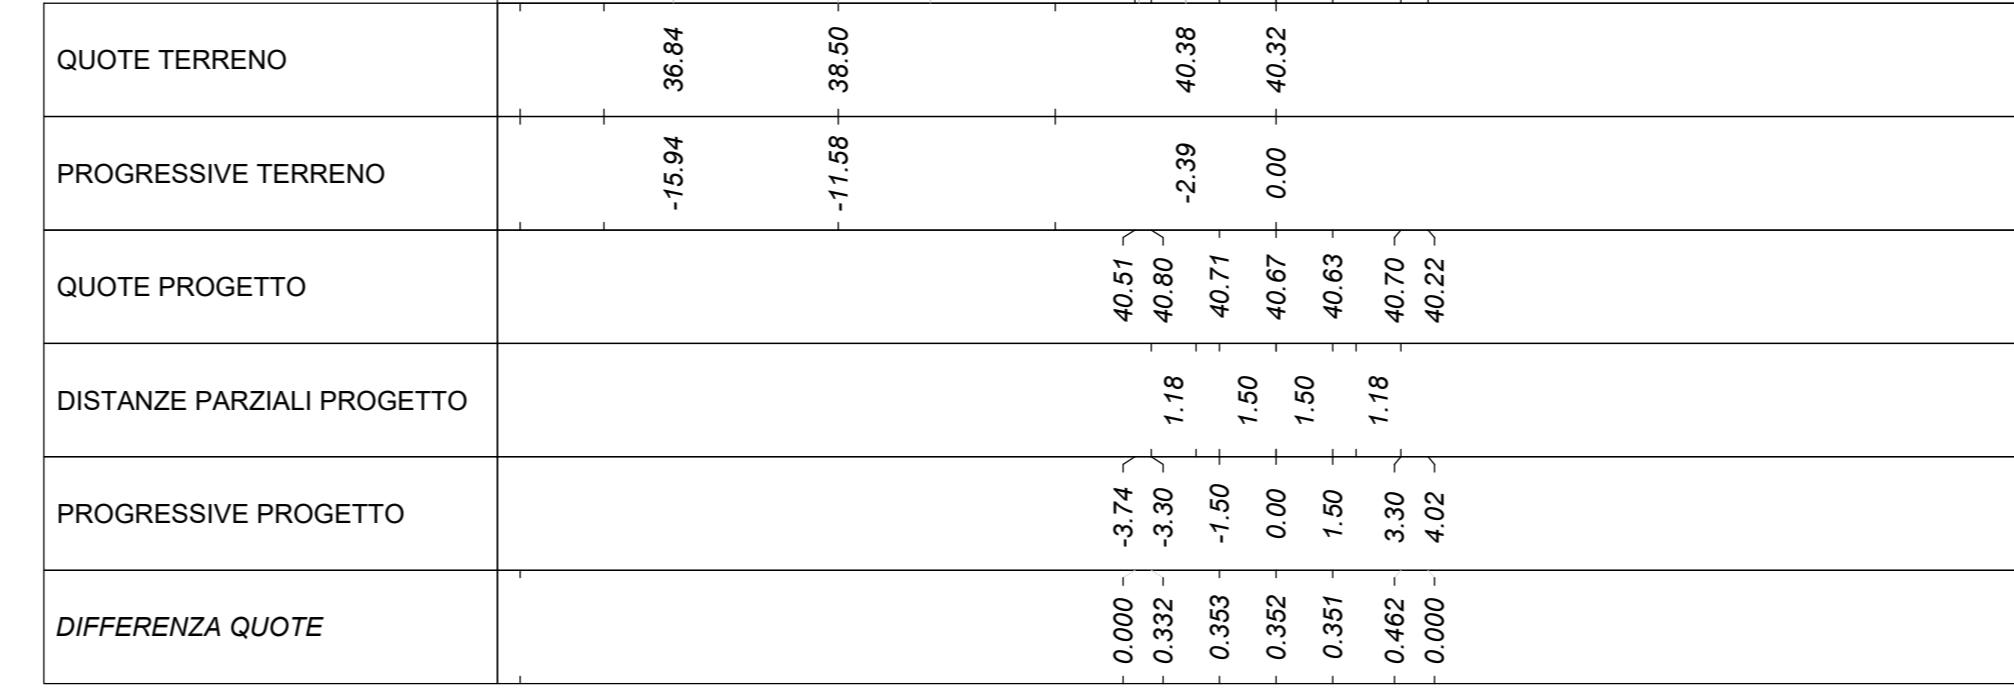 QUOTE TERRENO 36.84 38.50 40.38 40.32
PROGRESSIVE TERRENO -15.94 -11.58 -2.39 0.00
QUOTE PROGETTO 40.51 40.80 40.71 40.67 40.63 40.70 40.22
DISTANZE PARZIALI PROGETTO 1.18 1.50 1.50 1.18
PROGRESSIVE PROGETTO -3.74 -3.30 -1.50 0.00 1.50 3.30 4.02
DIFFERENZA QUOTE 0.000 0.332 0.353 0.352 0.351 0.462 0.000